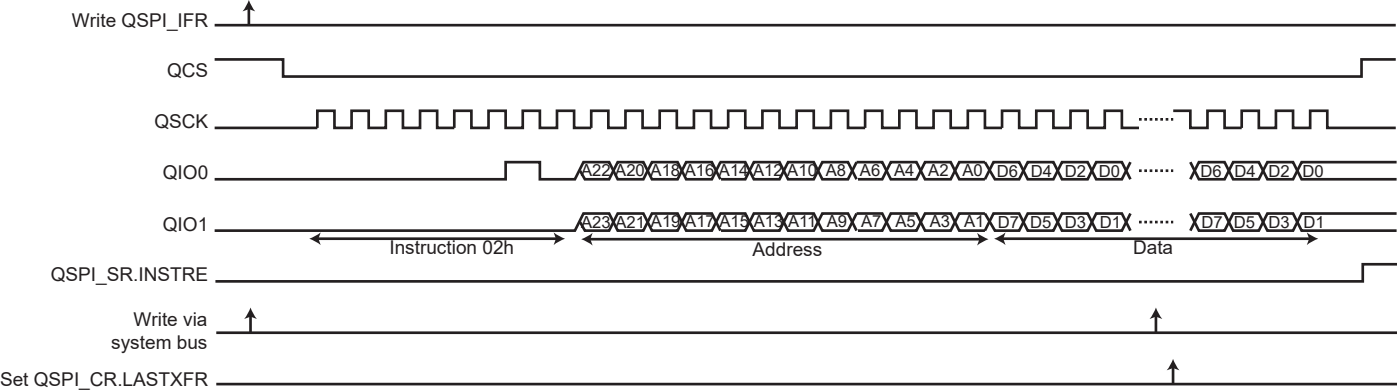 Write QSPI_IFR
QCS
QSCK
QIO0
A22 A20 A18 A16 A14 A12 A10 A8 A6 A4 A2 A0 D6 D4 D2 D0 D6 D4 D2 D0
QIO1
A23 A21 A19 A17 A15 A13 A11 A9 A7 A5 A3 A1 D7 D5 D3 D1 D7 D5 D3 D1
Instruction 02h Address Data
QSPI_SR.INSTRE
Write via
system bus
Set QSPI_CR.LASTXFR